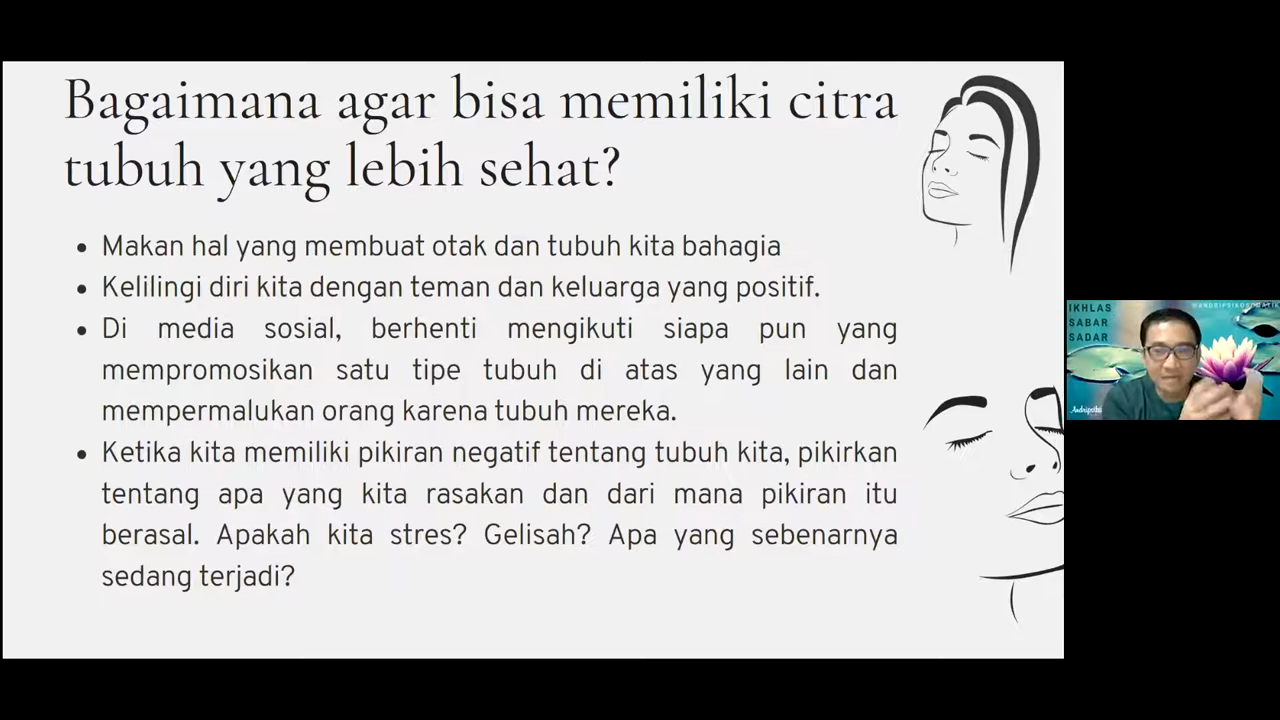 Bagaimana agar bisa memiliki citra
tubuh yang lebih sehat?
• Makan hal yang membuat otak dan tubuh kita bahagia
• Kelilingi diri kita dengan teman dan keluarga yang positif.
• Di media sosial, berhenti mengikuti siapa pun yang
mempromosikan satu tipe tubuh di atas yang lain dan
mempermalukan orang karena tubuh mereka.
• Ketika kita memiliki pikiran negatif tentang tubuh kita, pikirkan
tentang apa yang kita rasakan dan dari mana pikiran itu
berasal. Apakah kita stres? Gelisah? Apa yang sebenarnya
sedang terjadi?
IKHLAS
SABAR
SADAR